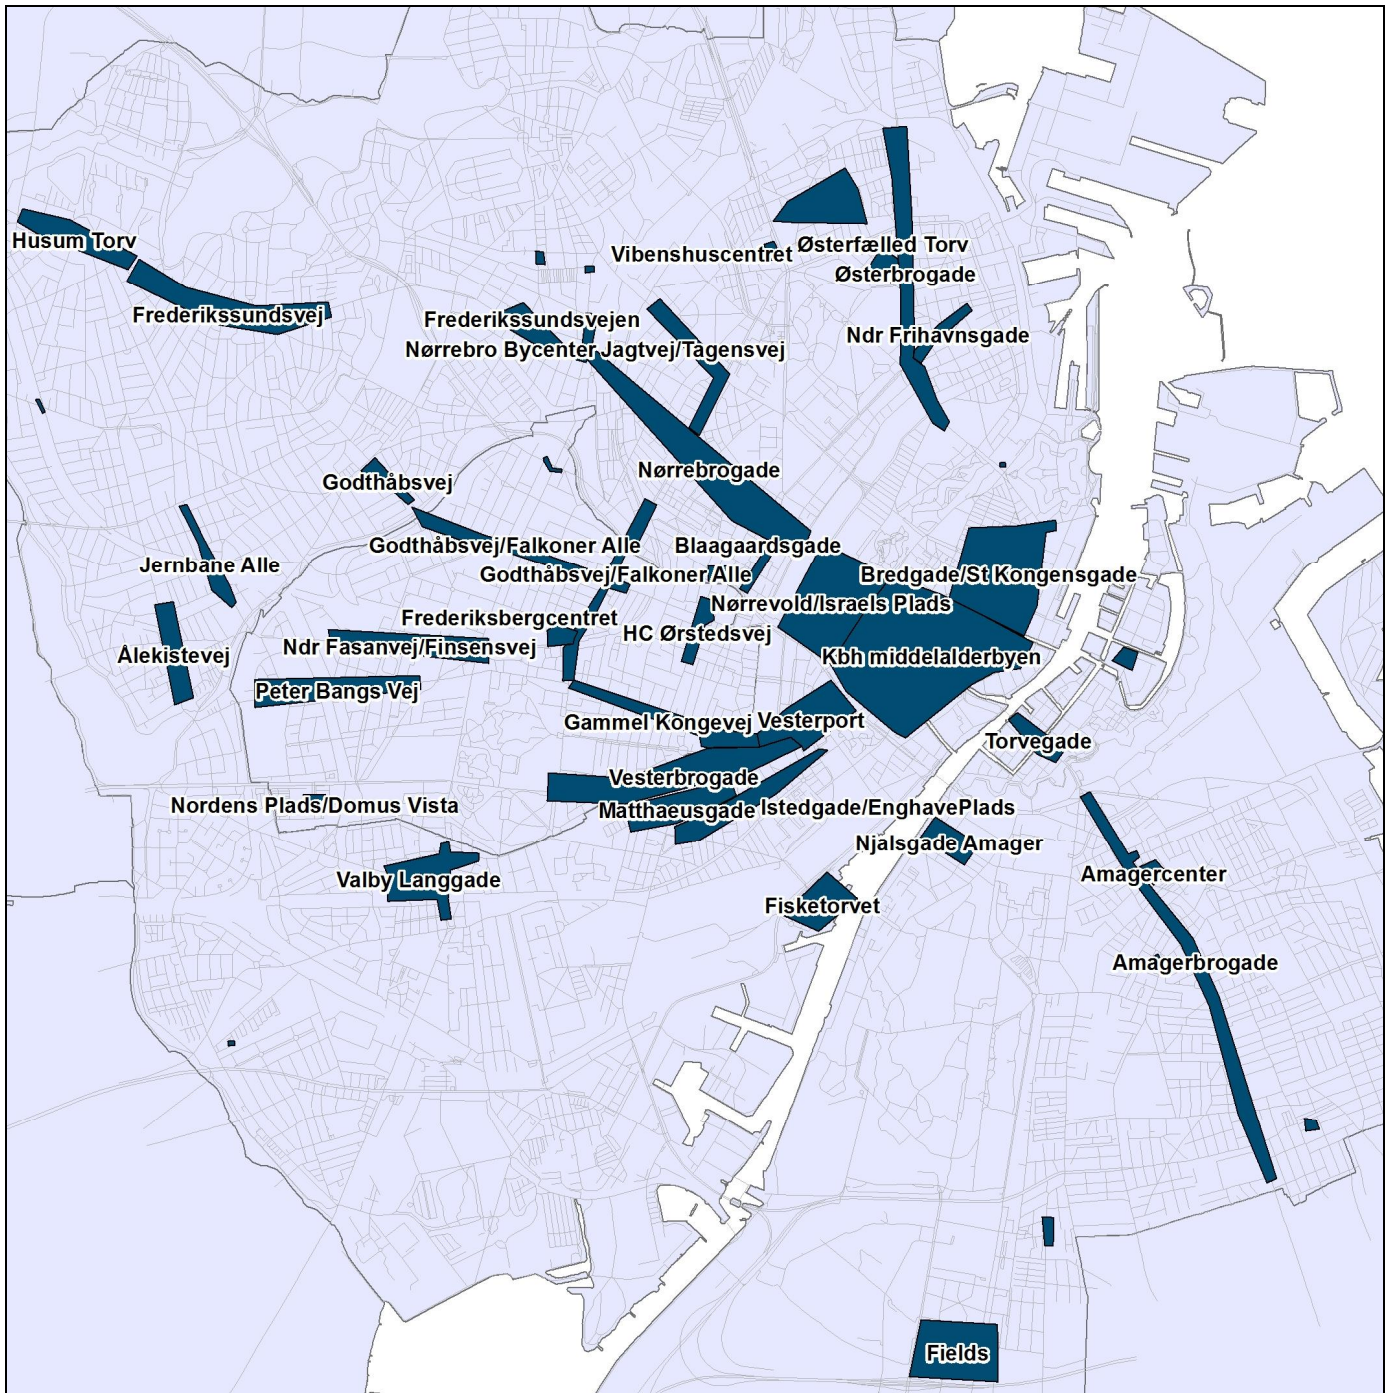 Husum Torv
Vibenshuscentret
Østerfælled Torv
Østerbrogade
Frederikssundsvej
Frederikssundsvejen
Ndr Frihavnsgade
Nørrebro Bycenter
Jagtvej/Tagensvej
Nørrebrogade
Godthåbsvej
Godthåbsvej/Falkoner Alle
Blaagaardsgade
Jernbane Alle
Godthåbsvej/Falkoner Alle
Bredgade/St Kongensgade
Nørrevold/Israels Plads
Frederiksbergcentret
HC Ørstedsvej
Ndr Fasanvej/Finsensvej
Ålekistevej
Kbh middelalderbyen
Peter Bangs Vej
Gammel Kongevej
Vesterport
Torvegade
Vesterbrogade
Nordens Plads/Domus Vista
Matthaeusgade
Istedgade/EnghavePlads
Njalsgade Amager
Valby Langgade
Amagercenter
Fisketorvet
Amagerbrogade
Fields